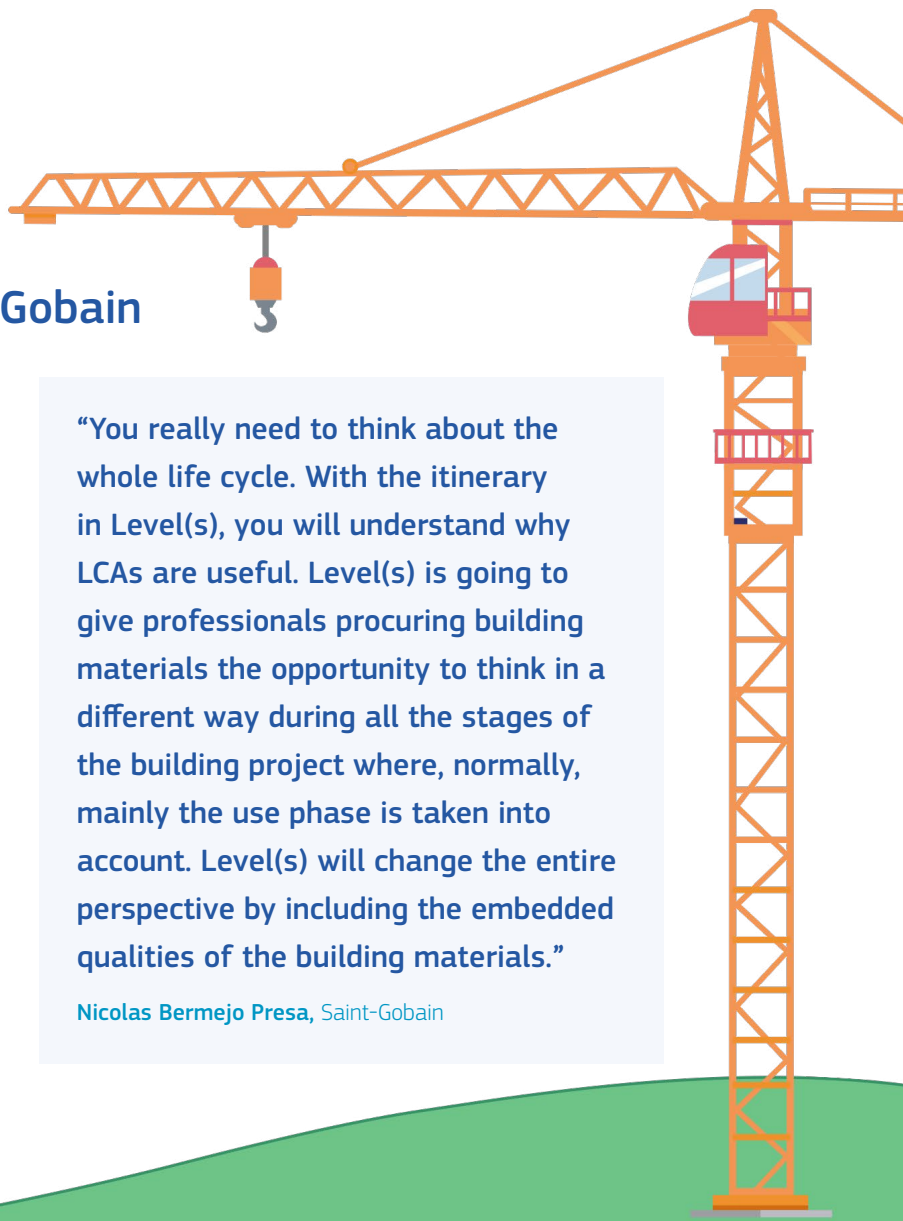 Gobain
“You really need to think about the
whole life cycle. With the itinerary
in Level(s), you will understand why
LCAs are useful. Level(s) is going to
give professionals procuring building
materials the opportunity to think in a
different way during all the stages of
the building project where, normally,
mainly the use phase is taken into
account. Level(s) will change the entire
perspective by including the embedded
qualities of the building materials.”
Nicolas Bermejo Presa, Saint-Gobain